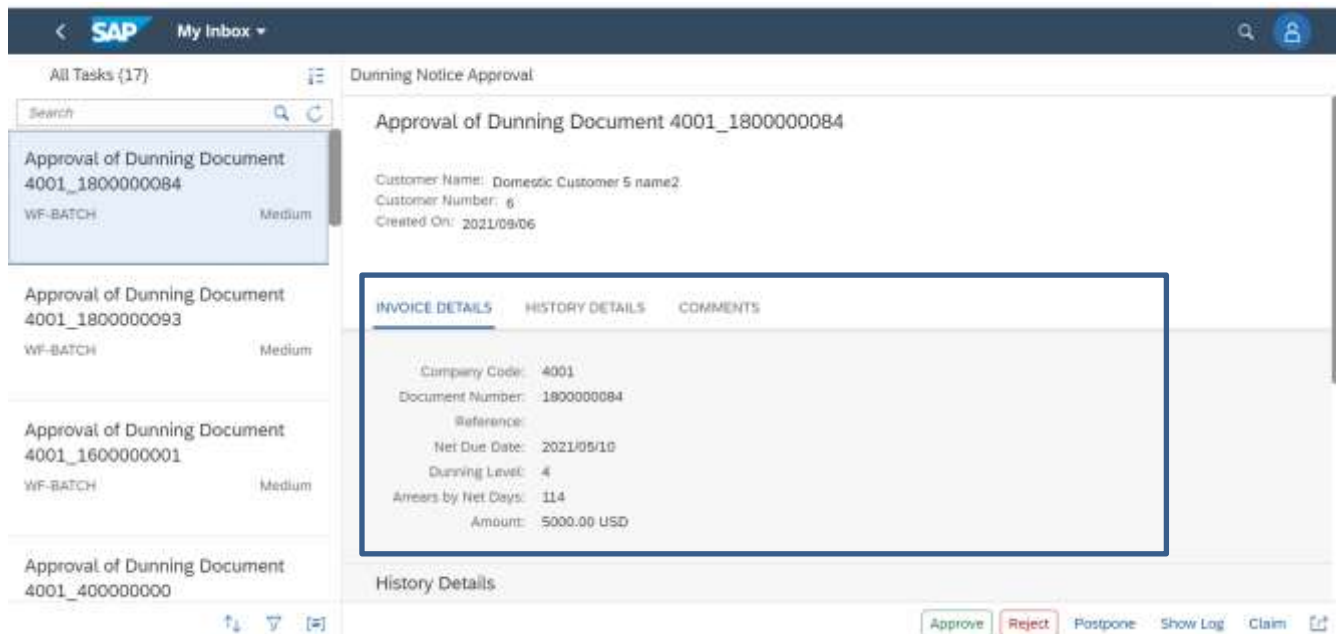 SAP My Inbox
All Tasks (17)
Search
Approval of Dunning Document
4001_1800000084
WF-BATCH Medium
Approval of Dunning Document
4001_1800000093
WF-BATCH Medium
Approval of Dunning Document
4001_1600000001
WF-BATCH Medium
Approval of Dunning Document
4001_400000000
Dunning Notice Approval
Approval of Dunning Document 4001_1800000084
Customer Name: Domestic Customer 5 name2
Customer Number: 6
Created On: 2021/09/06
INVOICE DETAILS HISTORY DETAILS COMMENTS
Company Code: 4001
Document Number: 1800000084
Reference:
Net Due Date: 2021/05/10
Dunning Level: 4
Arrears by Net Days: 114
Amount: 5000.00 USD
History Details
Approve Reject Postpone Show Log Claim